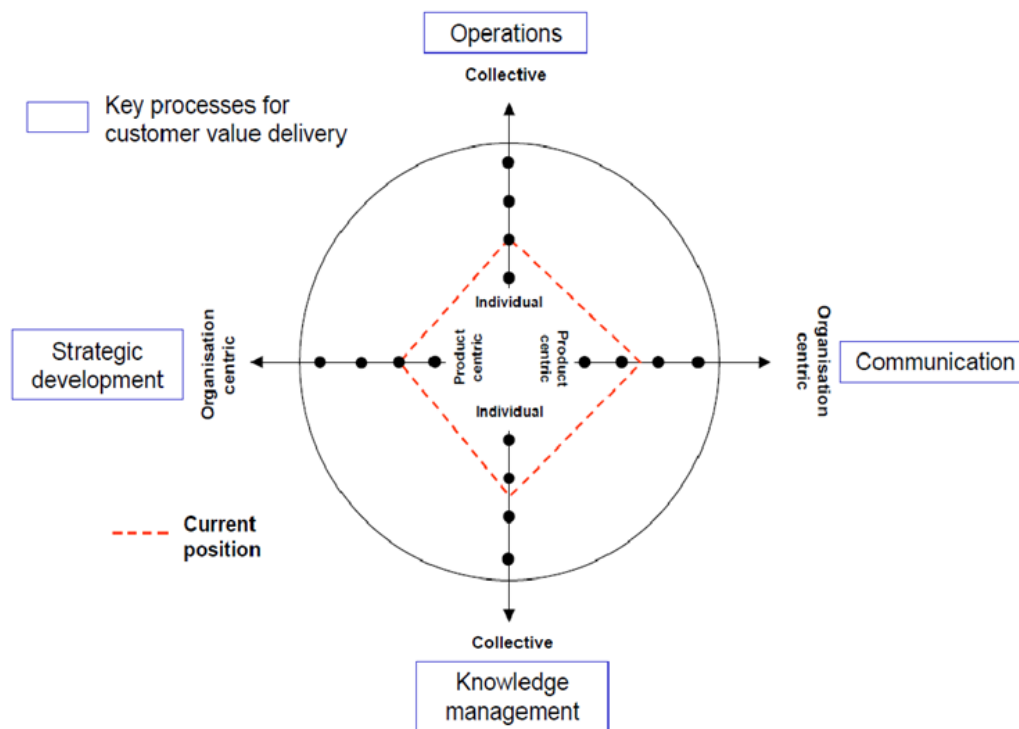 Operations
Collective
Key processes for
customer value delivery
Individual
Strategic
development
Organisation
centric
Product
centric
Product
centric
Organisation
centric
Communication
Individual
Current
position
Collective
Knowledge
management